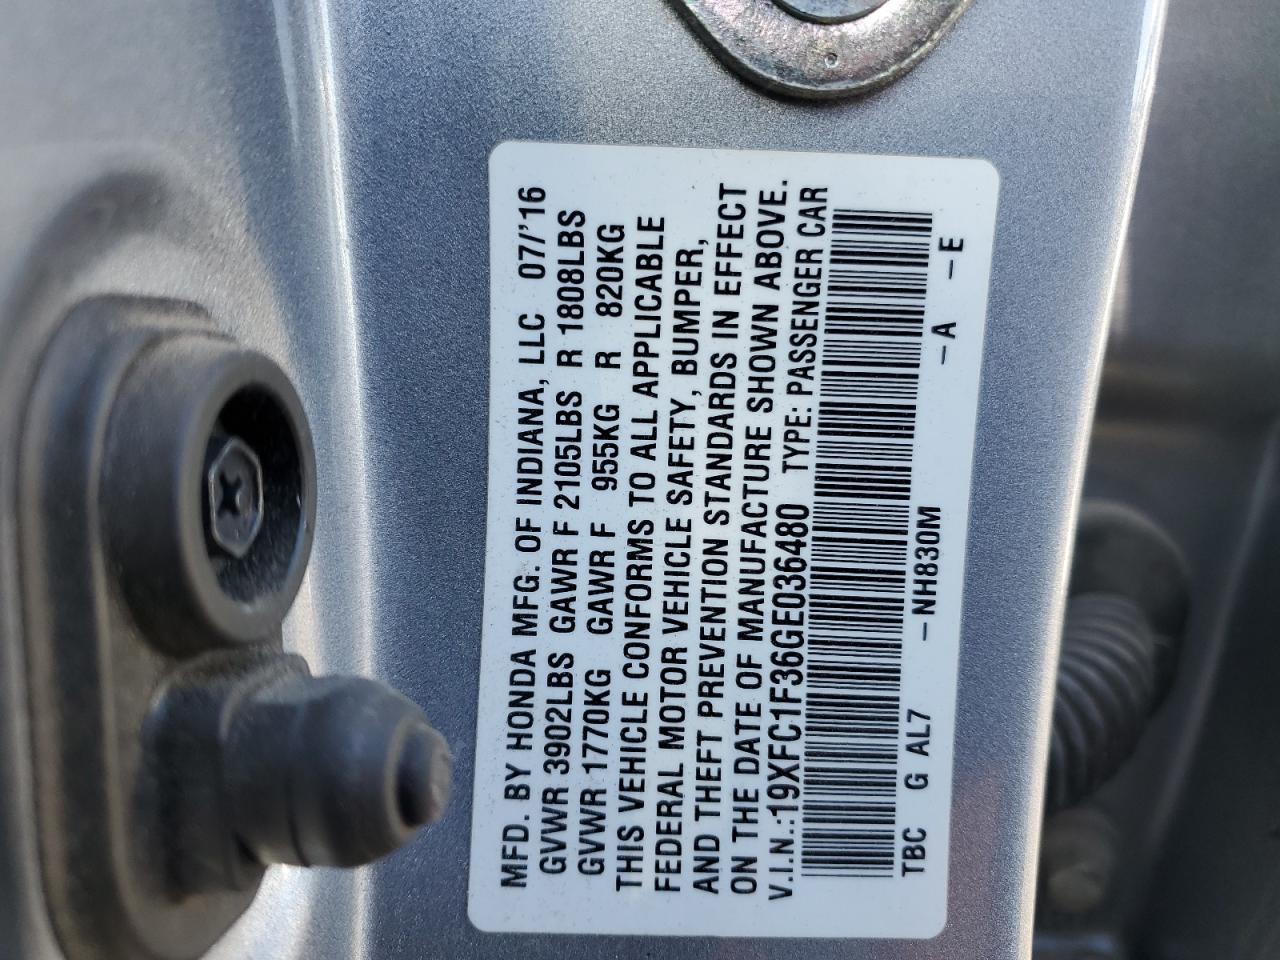 MFD. BY HONDA MFG. OF INDIANA, LLC 07/'16
GVWR 3902LBS GAWR F 2105LBS R 1808LBS
GVWR 1770KG GAWR F 955KG R 820KG
THIS VEHICLE CONFORMS TO ALL APPLICABLE
FEDERAL MOTOR VEHICLE SAFETY, BUMPER,
AND THEFT PREVENTION STANDARDS IN EFFECT
ON THE DATE OF MANUFACTURE SHOWN ABOVE.
V.I.N.:19XFC1F36GE036480 TYPE: PASSENGER CAR
TBC G AL7 -NH830M -A -E